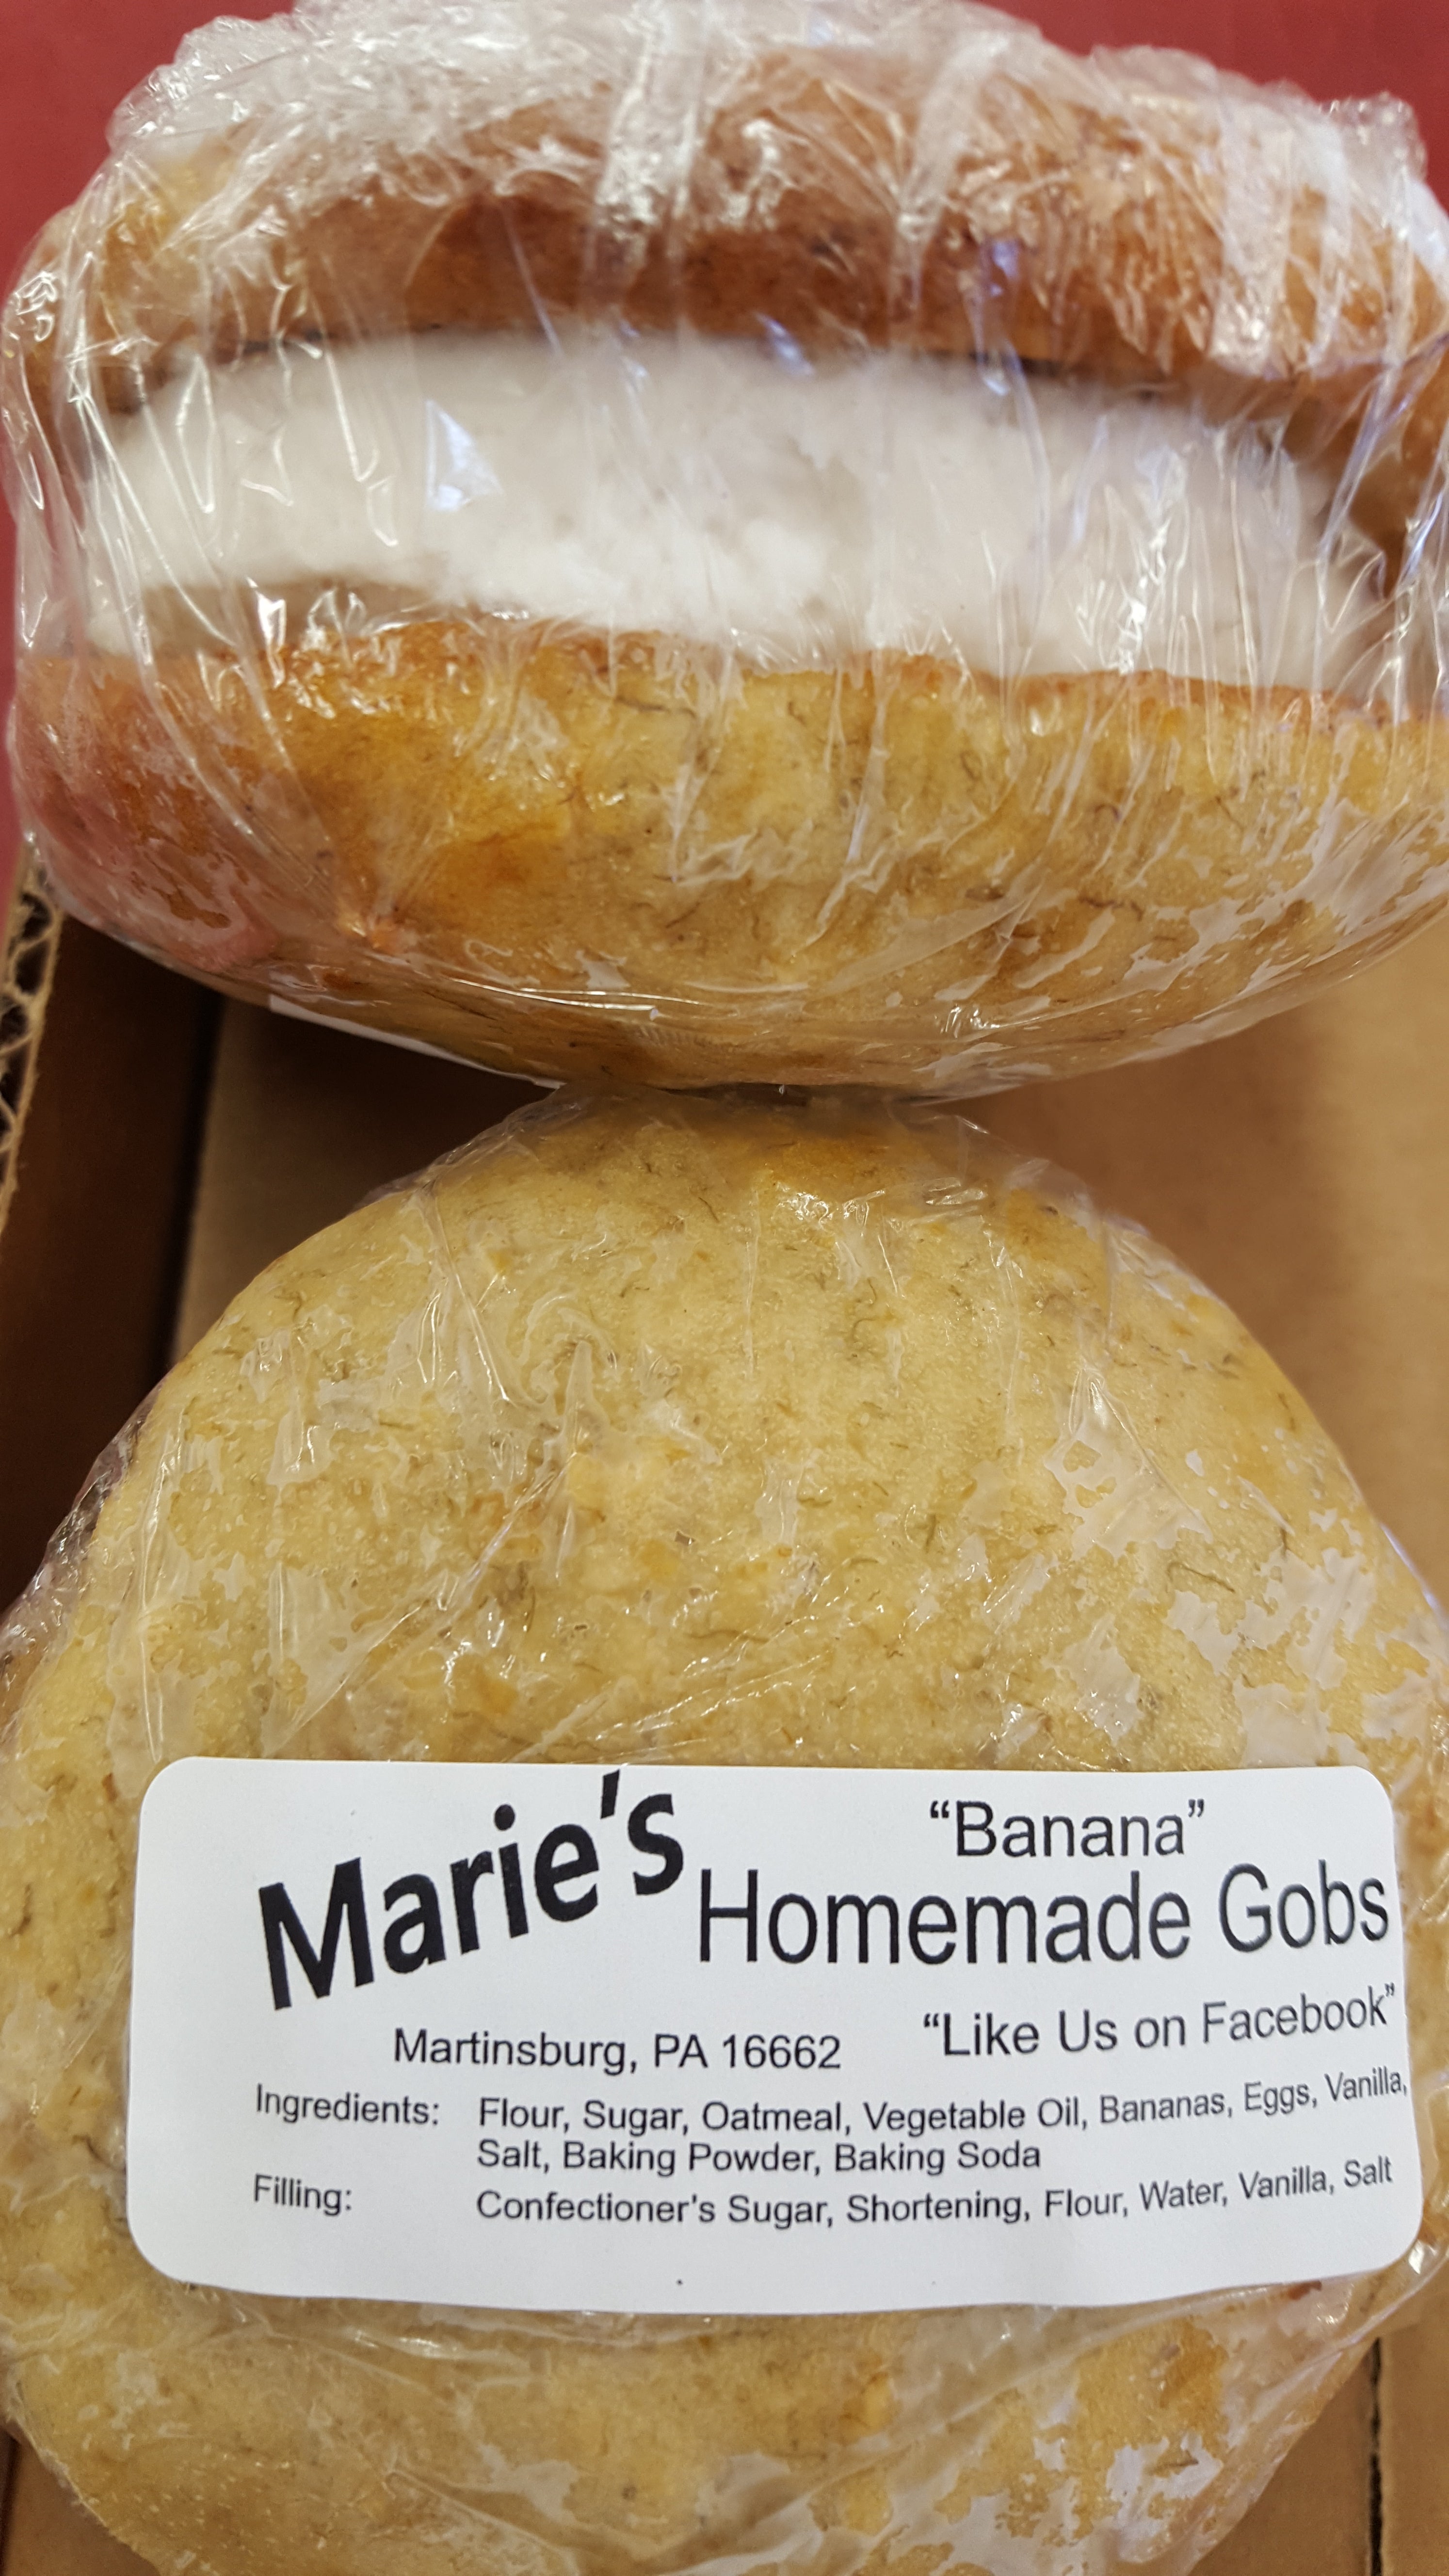 Marie's
"Banana"
Homemade Gobs
"Like Us on Facebook"
Martinsburg, PA 16662
Ingredients: Flour, Sugar, Oatmeal, Vegetable Oil, Bananas, Eggs, Vanilla,
Salt, Baking Powder, Baking Soda
Filling: Confectioner's Sugar, Shortening, Flour, Water, Vanilla, Salt